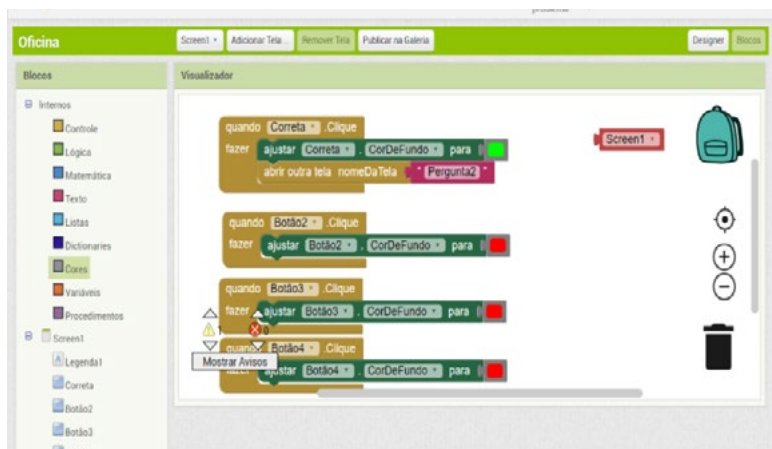 Oficina
Screen1
Adicionar Tela ...
Remover Tela
Publicar na Galeria
Designer
Blocos
Blocos
Visualizador
Internos
Controle
Lógica
Matemática
Texto
Listas
Dictionaries
Cores
Variáveis
Procedimentos
Screen1
Legenda1
Correta
Botão2
Botão3
quando Correta .Clique
fazer ajustar Correta . CorDeFundo para
abrir outra tela nomeDaTela " Pergunta2 "
Screen1
quando Botão2 .Clique
fazer ajustar Botão2 . CorDeFundo para
quando Botão3 .Clique
fazer ajustar Botão3 . CorDeFundo para
1 0
quando Botão4 .Clique
fazer ajustar Botão4 . CorDeFundo para
Mostrar Avisos